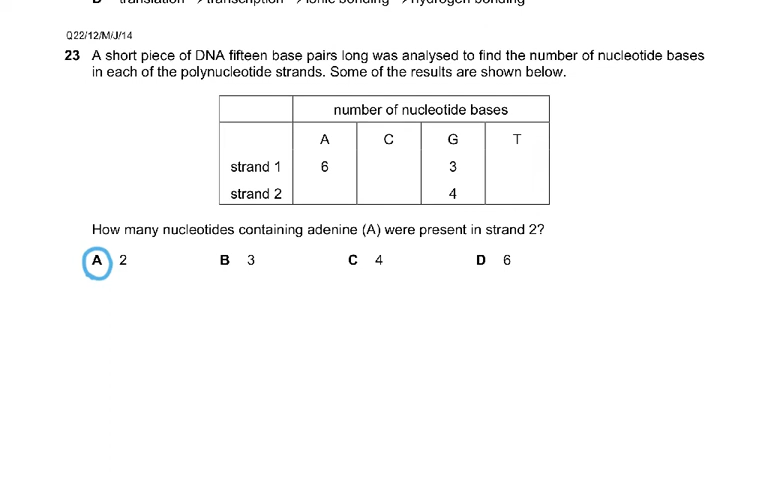 Q22/12/M/J/14
23 A short piece of DNA fifteen base pairs long was analysed to find the number of nucleotide bases
in each of the polynucleotide strands. Some of the results are shown below.
number of nucleotide bases
A C G T
strand 1 6 3
strand 2 4
How many nucleotides containing adenine (A) were present in strand 2?
A 2 B 3 C 4 D 6